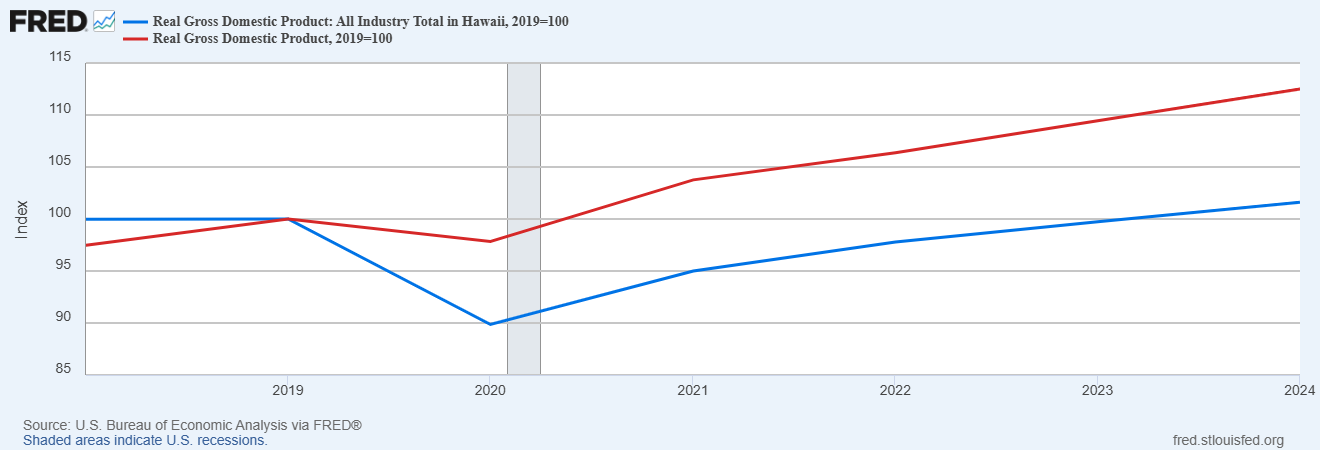 FRED® Real Gross Domestic Product: All Industry Total in Hawaii, 2019=100
Real Gross Domestic Product, 2019=100
115
110
105
100
95
90
85
Index
2019 2020 2021 2022 2023 2024
Source: U.S. Bureau of Economic Analysis via FRED®
Shaded areas indicate U.S. recessions.
fred.stlouisfed.org